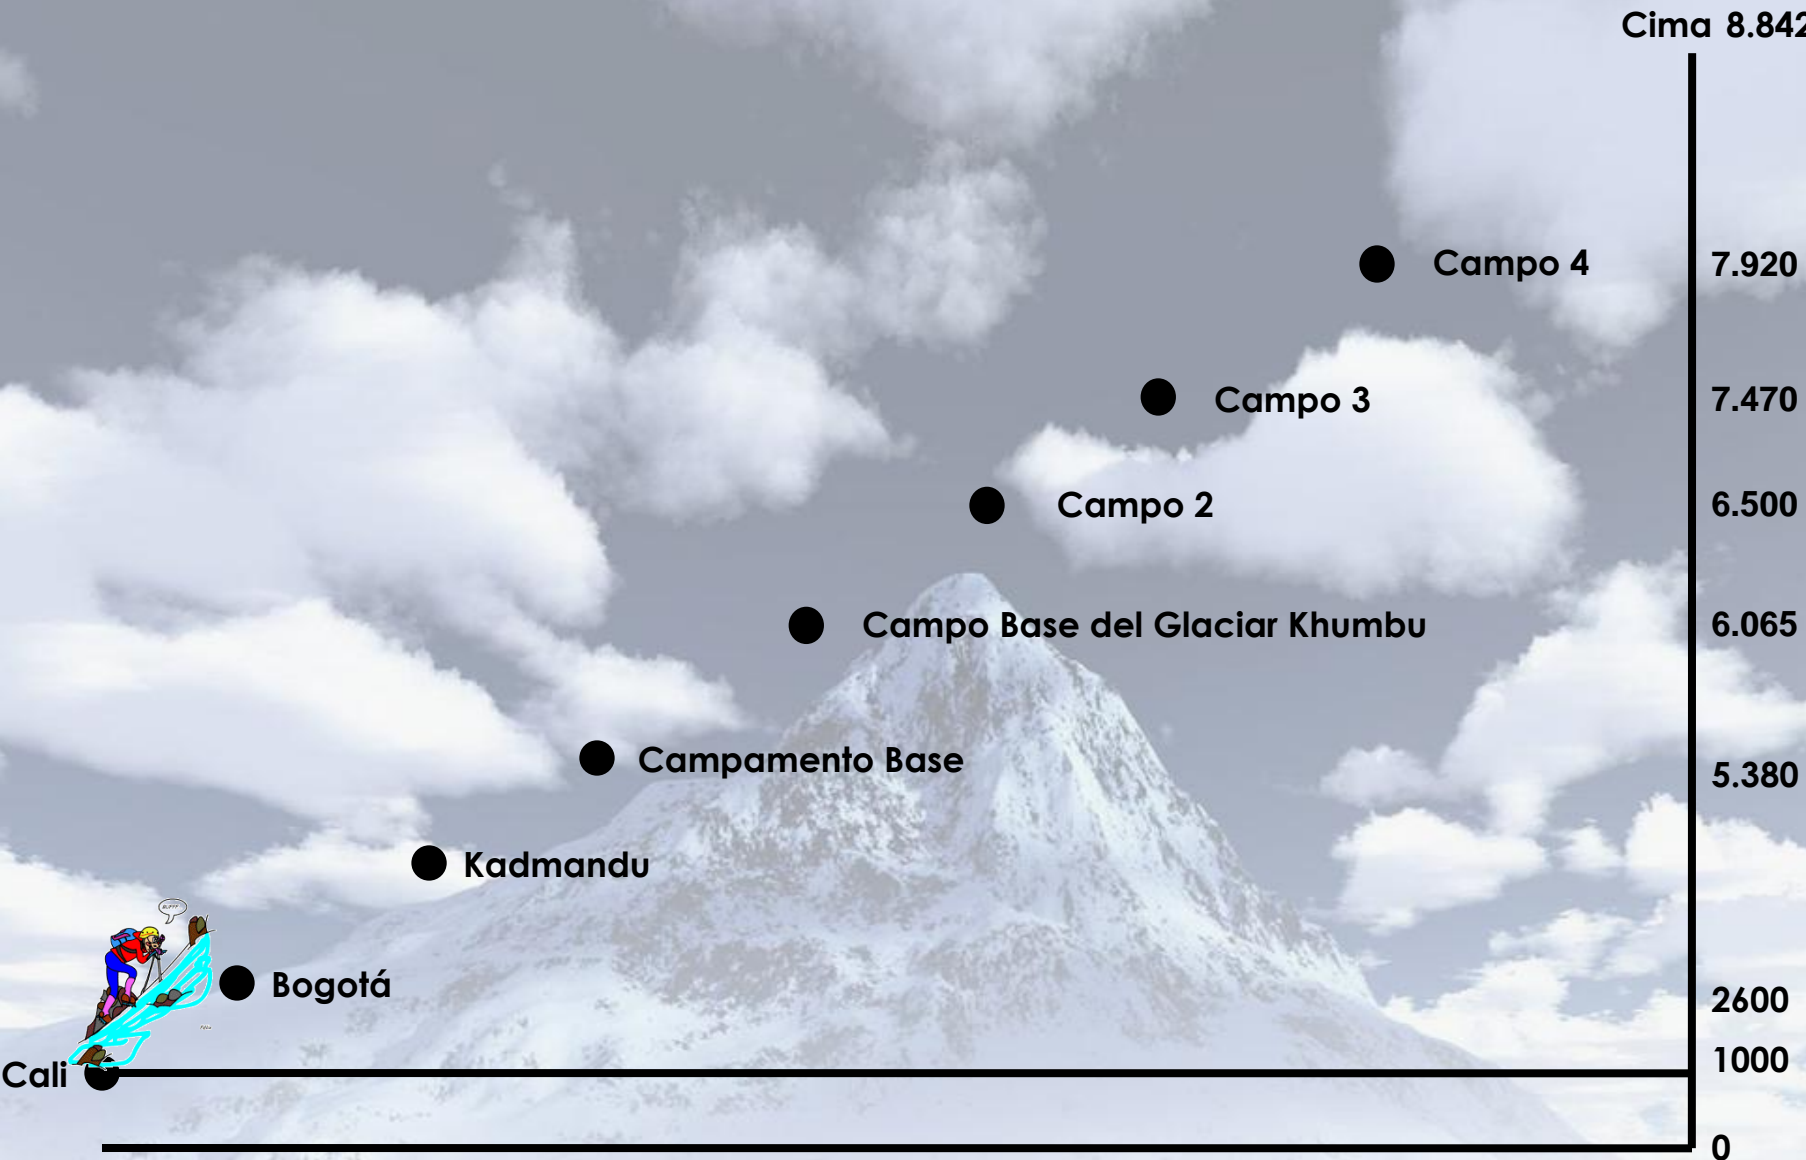 Cima 8.842
Campo 4
7.920
Campo 3
7.470
Campo 2
6.500
Campo Base del Glaciar Khumbu
6.065
Campamento Base
5.380
Kadmandu
Bogotá
2600
1000
Cali
0